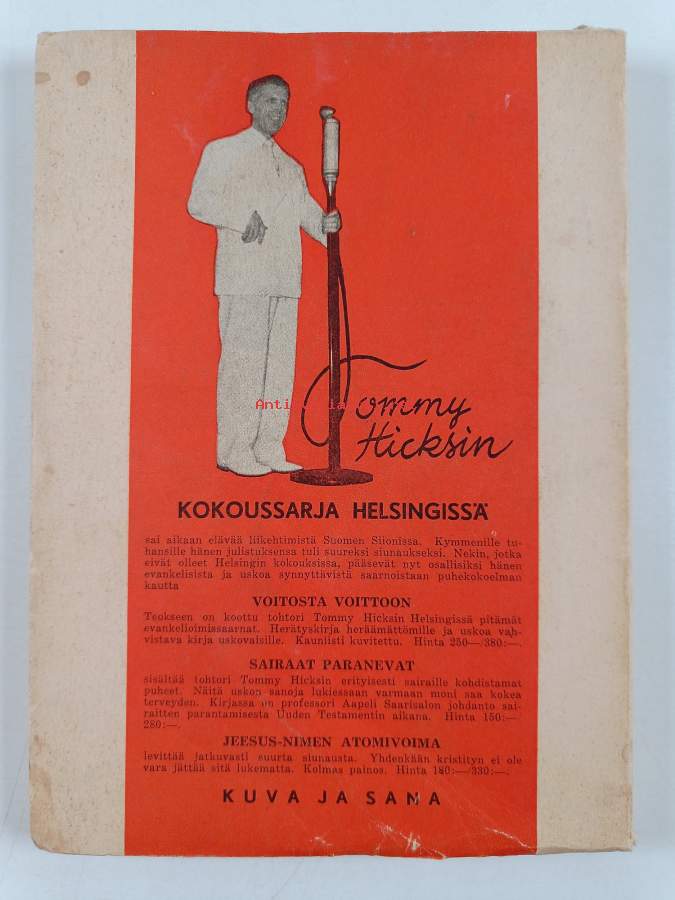 Tommy
Hicksin
KOKOUSSARJA HELSINGISSÄ
sai aikaan elävää liikehtimistä Suomen Siionissa. Kymmenille tu-
hansille hänen julistuksensa tuli suureksi siunaukseksi. Nekin, jotka
eivät olleet Helsingin kokouksissa, pääsevät nyt osallisiksi hänen
evankelisista ja uskoa synnyttävistä saarnoistaan puhekokoelman
kautta
VOITOSTA VOITTOON
Teokseen on koottu tohtori Tommy Hicksin Helsingissä pitämät
evankelioimissaarnat. Herätyskirja heräämättömille ja uskoa vah-
vistava kirja uskovaisille. Kauniisti kuvitettu. Hinta 250—/380:—.
SAIRAAT PARANEVAT
sisältää tohtori Tommy Hicksin erityisesti sairaille kohdistamat
puheet. Näitä uskon sanoja lukiessaan varmaan moni saa kokea
terveyden. Kirjassa on professori Aapeli Saarisalon johdanto sai-
raitten parantamisesta Uuden Testamentin aikana. Hinta 150:—
280:—.
JEESUS-NIMEN ATOMIVOIMA
levittää jatkuvasti suurta siunausta. Yhdenkään kristityn ei ole
vara jättää sitä lukematta. Kolmas painos. Hinta 180:—/330:—.
KUVA JA SANA